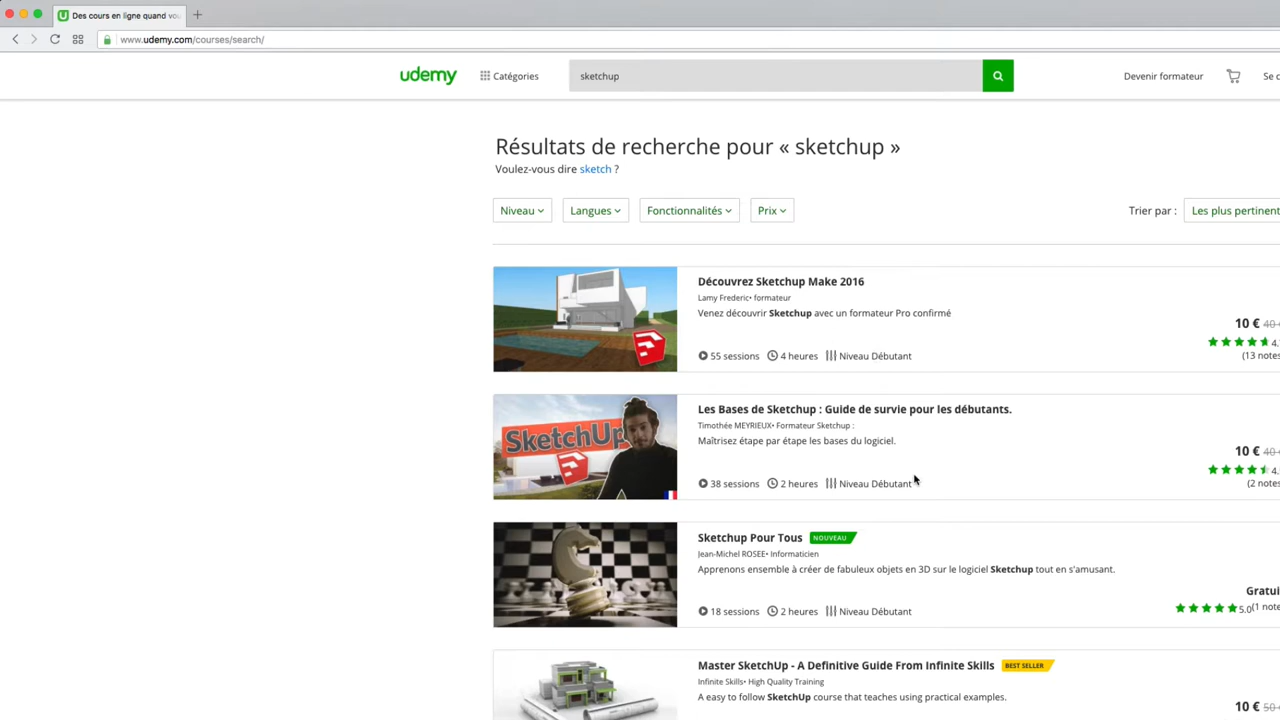 Des cours en ligne quand vou
www.udemy.com/courses/search/
udemy
Catégories
sketchup
Devenir formateur
Se c
Résultats de recherche pour « sketchup »
Voulez-vous dire sketch ?
Niveau
Langues
Fonctionnalités
Prix
Trier par :
Les plus pertinent
Découvrez Sketchup Make 2016
Lamy Frederic• formateur
Venez découvrir Sketchup avec un formateur Pro confirmé
10 € 40
4.
(13 notes
55 sessions 4 heures Niveau Débutant
SketchUp
Les Bases de Sketchup : Guide de survie pour les débutants.
Timothée MEYRIEUX• Formateur Sketchup :
Maîtrisez étape par étape les bases du logiciel.
10 € 40
4.
(2 notes
38 sessions 2 heures Niveau Débutant
Sketchup Pour Tous NOUVEAU
Jean-Michel ROSEE• Informaticien
Apprenons ensemble à créer de fabuleux objets en 3D sur le logiciel Sketchup tout en s'amusant.
Gratui
5.0 (1 note
18 sessions 2 heures Niveau Débutant
Master SketchUp - A Definitive Guide From Infinite Skills BEST SELLER
Infinite Skills• High Quality Training
A easy to follow SketchUp course that teaches using practical examples.
10 € 50